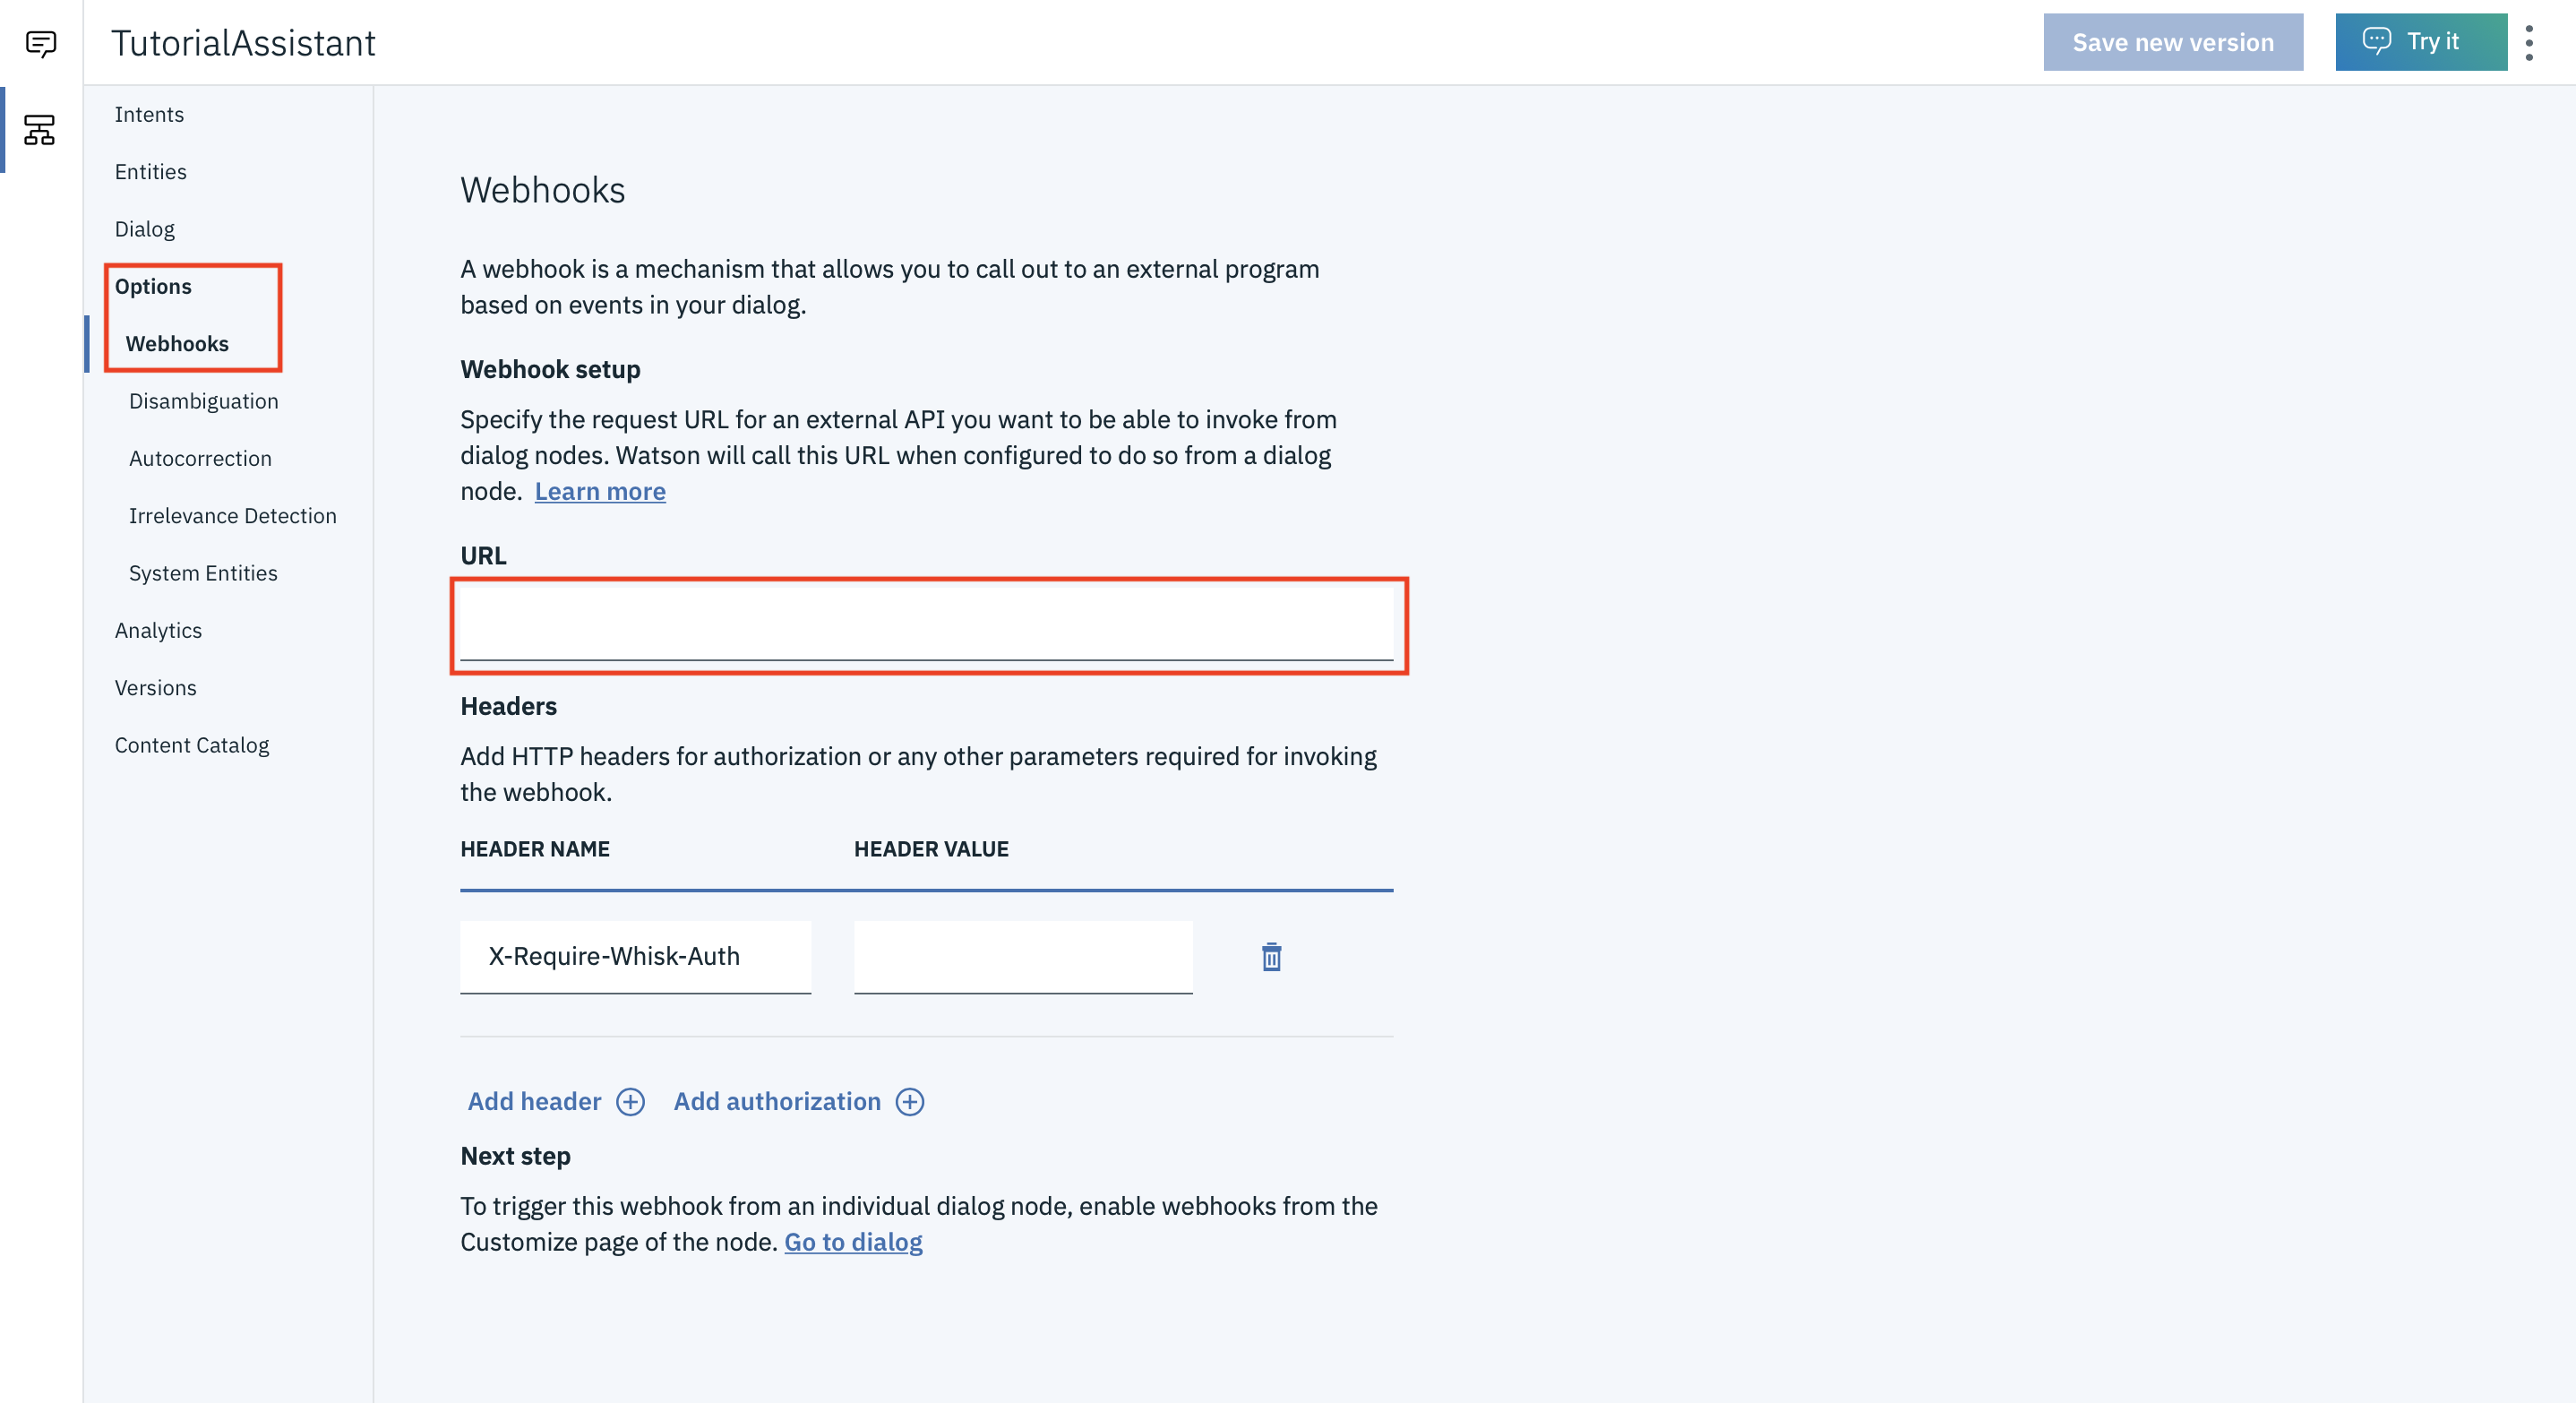 TutorialAssistant
Save new version
Try it
Intents
Entities
Dialog
Options
Webhooks
Disambiguation
Autocorrection
Irrelevance Detection
System Entities
Analytics
Versions
Content Catalog
Webhooks
A webhook is a mechanism that allows you to call out to an external program
based on events in your dialog.
Webhook setup
Specify the request URL for an external API you want to be able to invoke from
dialog nodes. Watson will call this URL when configured to do so from a dialog
node. Learn more
URL
Headers
Add HTTP headers for authorization or any other parameters required for invoking
the webhook.
HEADER NAME HEADER VALUE
X-Require-Whisk-Auth
Add header Add authorization
Next step
To trigger this webhook from an individual dialog node, enable webhooks from the
Customize page of the node. Go to dialog